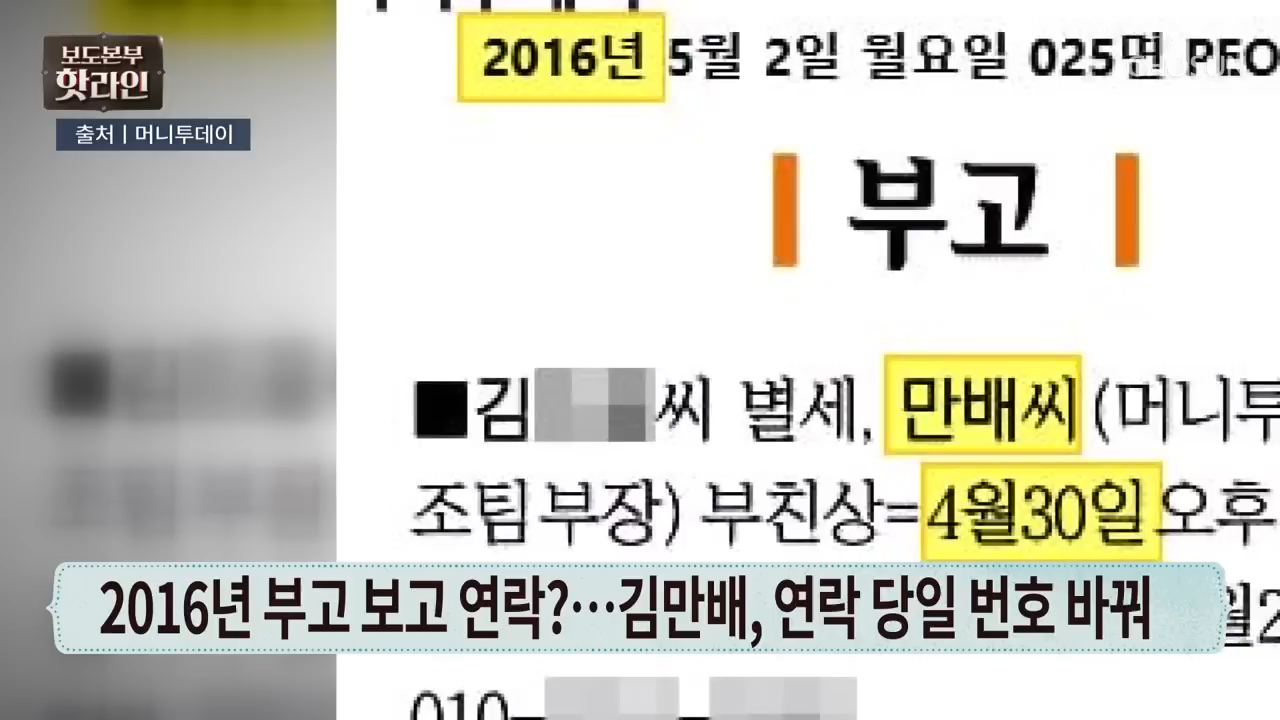 2016년 5월 2일 월요일 025면 PEO
보도본부
핫라인
출처 | 머니투데이
부고
■김 씨 별세, 만배씨(머니투
조팀 부장) 부친상=4월30일 오후
2016년 부고 보고 연락?…김만배, 연락 당일 번호 바꿔
월2
010-